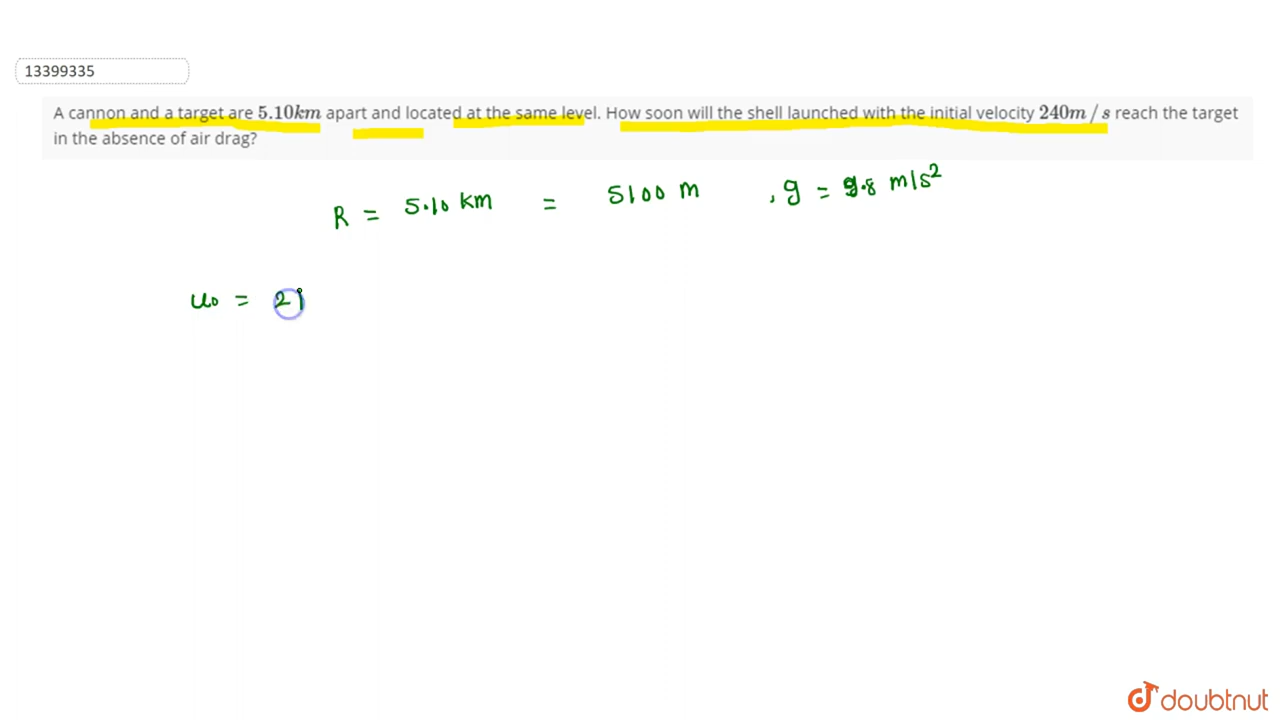 13399335
A cannon and a target are 5.10km apart and located at the same level. How soon will the shell launched with the initial velocity 240m / s reach the target
in the absence of air drag?
R = 5.10 km = 5100 m , g = 9.8 m/s²
u₀ = 2
doubtnut